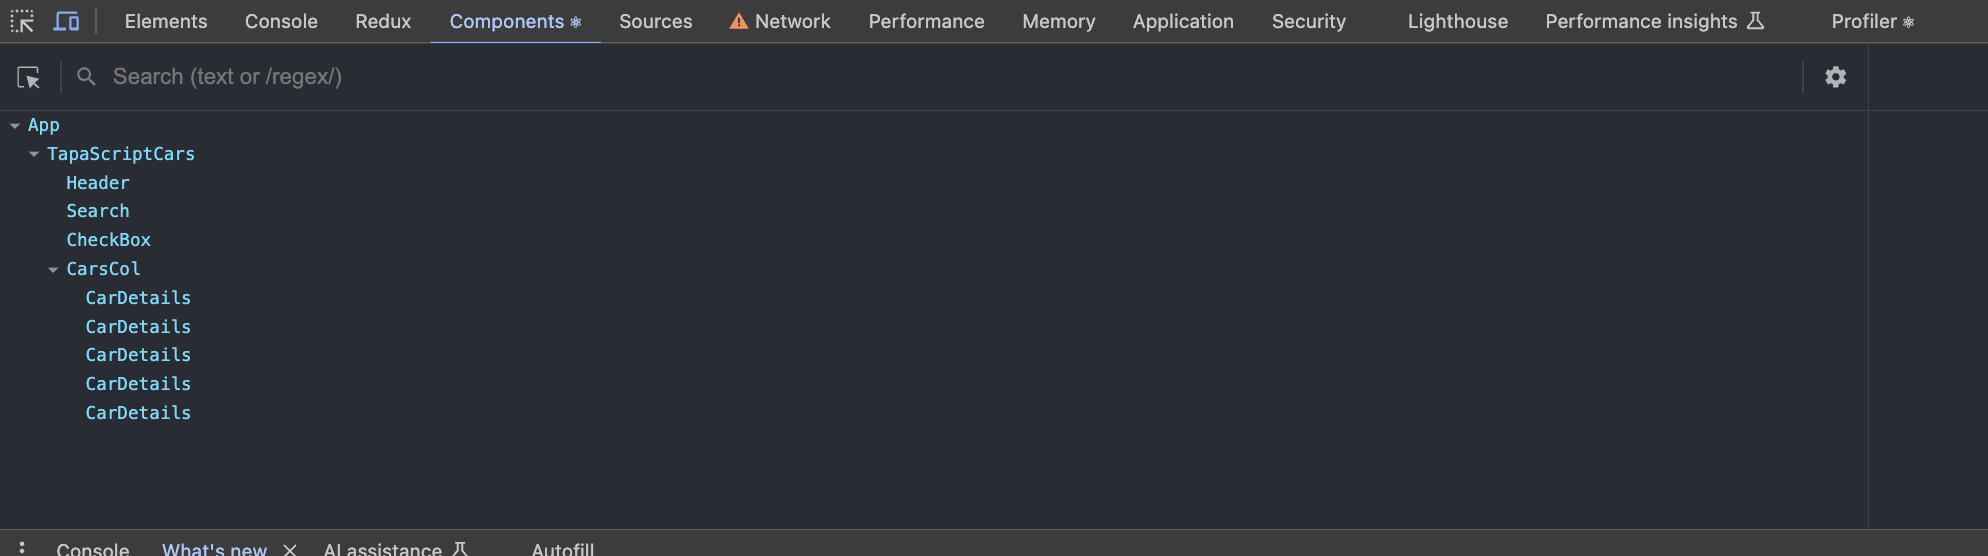 Elements Console Redux Components Sources Network Performance Memory Application Security Lighthouse Performance insights Profiler
Search (text or /regex/)
App
TapaScriptCars
Header
Search
CheckBox
CarsCol
CarDetails
CarDetails
CarDetails
CarDetails
CarDetails
Console What's new AI assistance Autofill